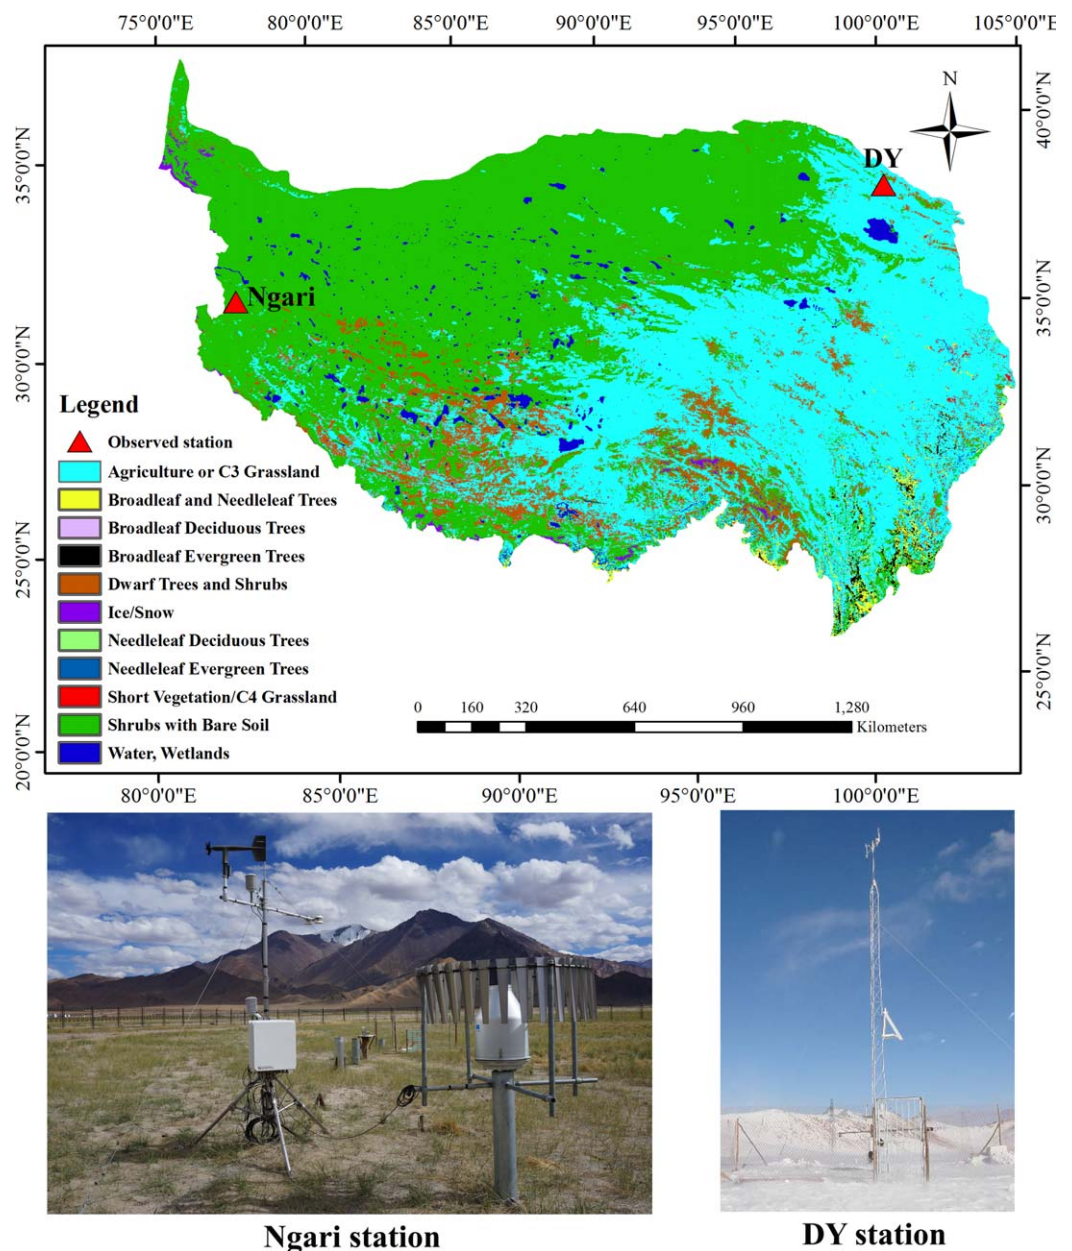 75°0'0"E 80°0'0"E 85°0'0"E 90°0'0"E 95°0'0"E 100°0'0"E 105°0'0"E
40°0'0"N
35°0'0"N
30°0'0"N
25°0'0"N
20°0'0"N
35°0'0"N
30°0'0"N
25°0'0"N
N
DY
Ngari
Legend
Observed station
Agriculture or C3 Grassland
Broadleaf and Needleleaf Trees
Broadleaf Deciduous Trees
Broadleaf Evergreen Trees
Dwarf Trees and Shrubs
Ice/Snow
Needleleaf Deciduous Trees
Needleleaf Evergreen Trees
Short Vegetation/C4 Grassland
Shrubs with Bare Soil
Water, Wetlands
0 160 320 640 960 1,280
Kilometers
80°0'0"E 85°0'0"E 90°0'0"E 95°0'0"E 100°0'0"E
Ngari station
DY station